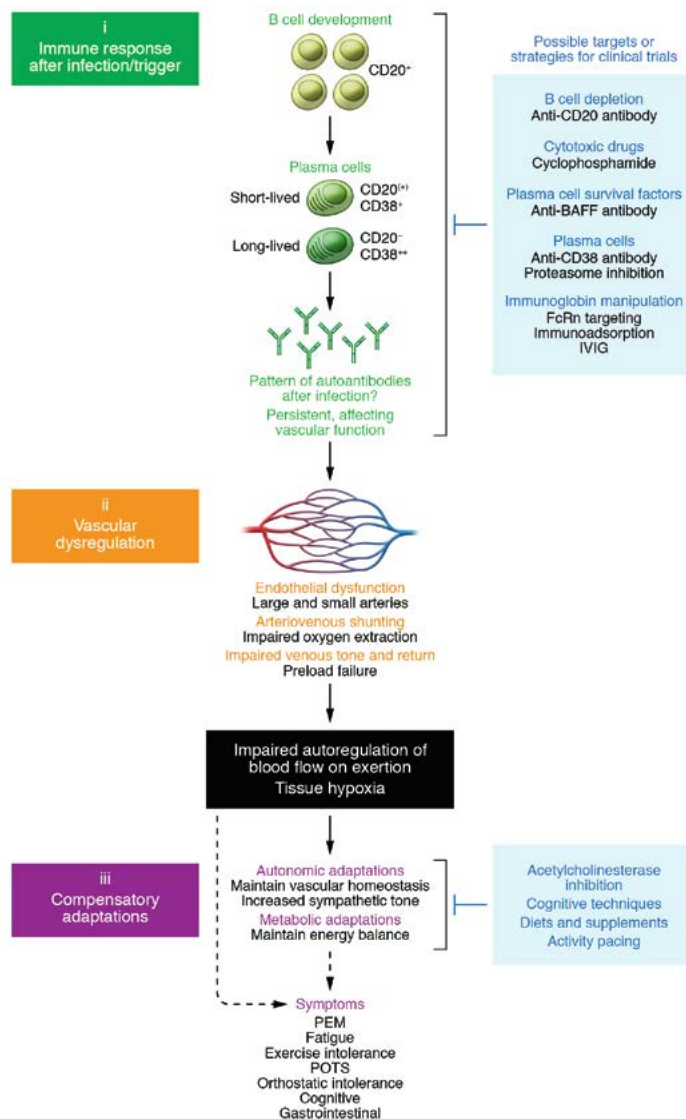 i
Immune response
after infection/trigger
B cell development
CD20+
Plasma cells
Short-lived
CD20(+)
CD38+
Long-lived
CD20–
CD38++
Pattern of autoantibodies
after infection?
Persistent, affecting
vascular function
Possible targets or
strategies for clinical trials
B cell depletion
Anti-CD20 antibody
Cytotoxic drugs
Cyclophosphamide
Plasma cell survival factors
Anti-BAFF antibody
Plasma cells
Anti-CD38 antibody
Proteasome inhibition
Immunoglobin manipulation
FcRn targeting
Immunoadsorption
IVIG
ii
Vascular
dysregulation
Endothelial dysfunction
Large and small arteries
Arteriovenous shunting
Impaired oxygen extraction
Impaired venous tone and return
Preload failure
Impaired autoregulation of
blood flow on exertion
Tissue hypoxia
iii
Compensatory
adaptations
Autonomic adaptations
Maintain vascular homeostasis
Increased sympathetic tone
Metabolic adaptations
Maintain energy balance
Acetylcholinesterase
inhibition
Cognitive techniques
Diets and supplements
Activity pacing
Symptoms
PEM
Fatigue
Exercise intolerance
POTS
Orthostatic intolerance
Cognitive
Gastrointestinal